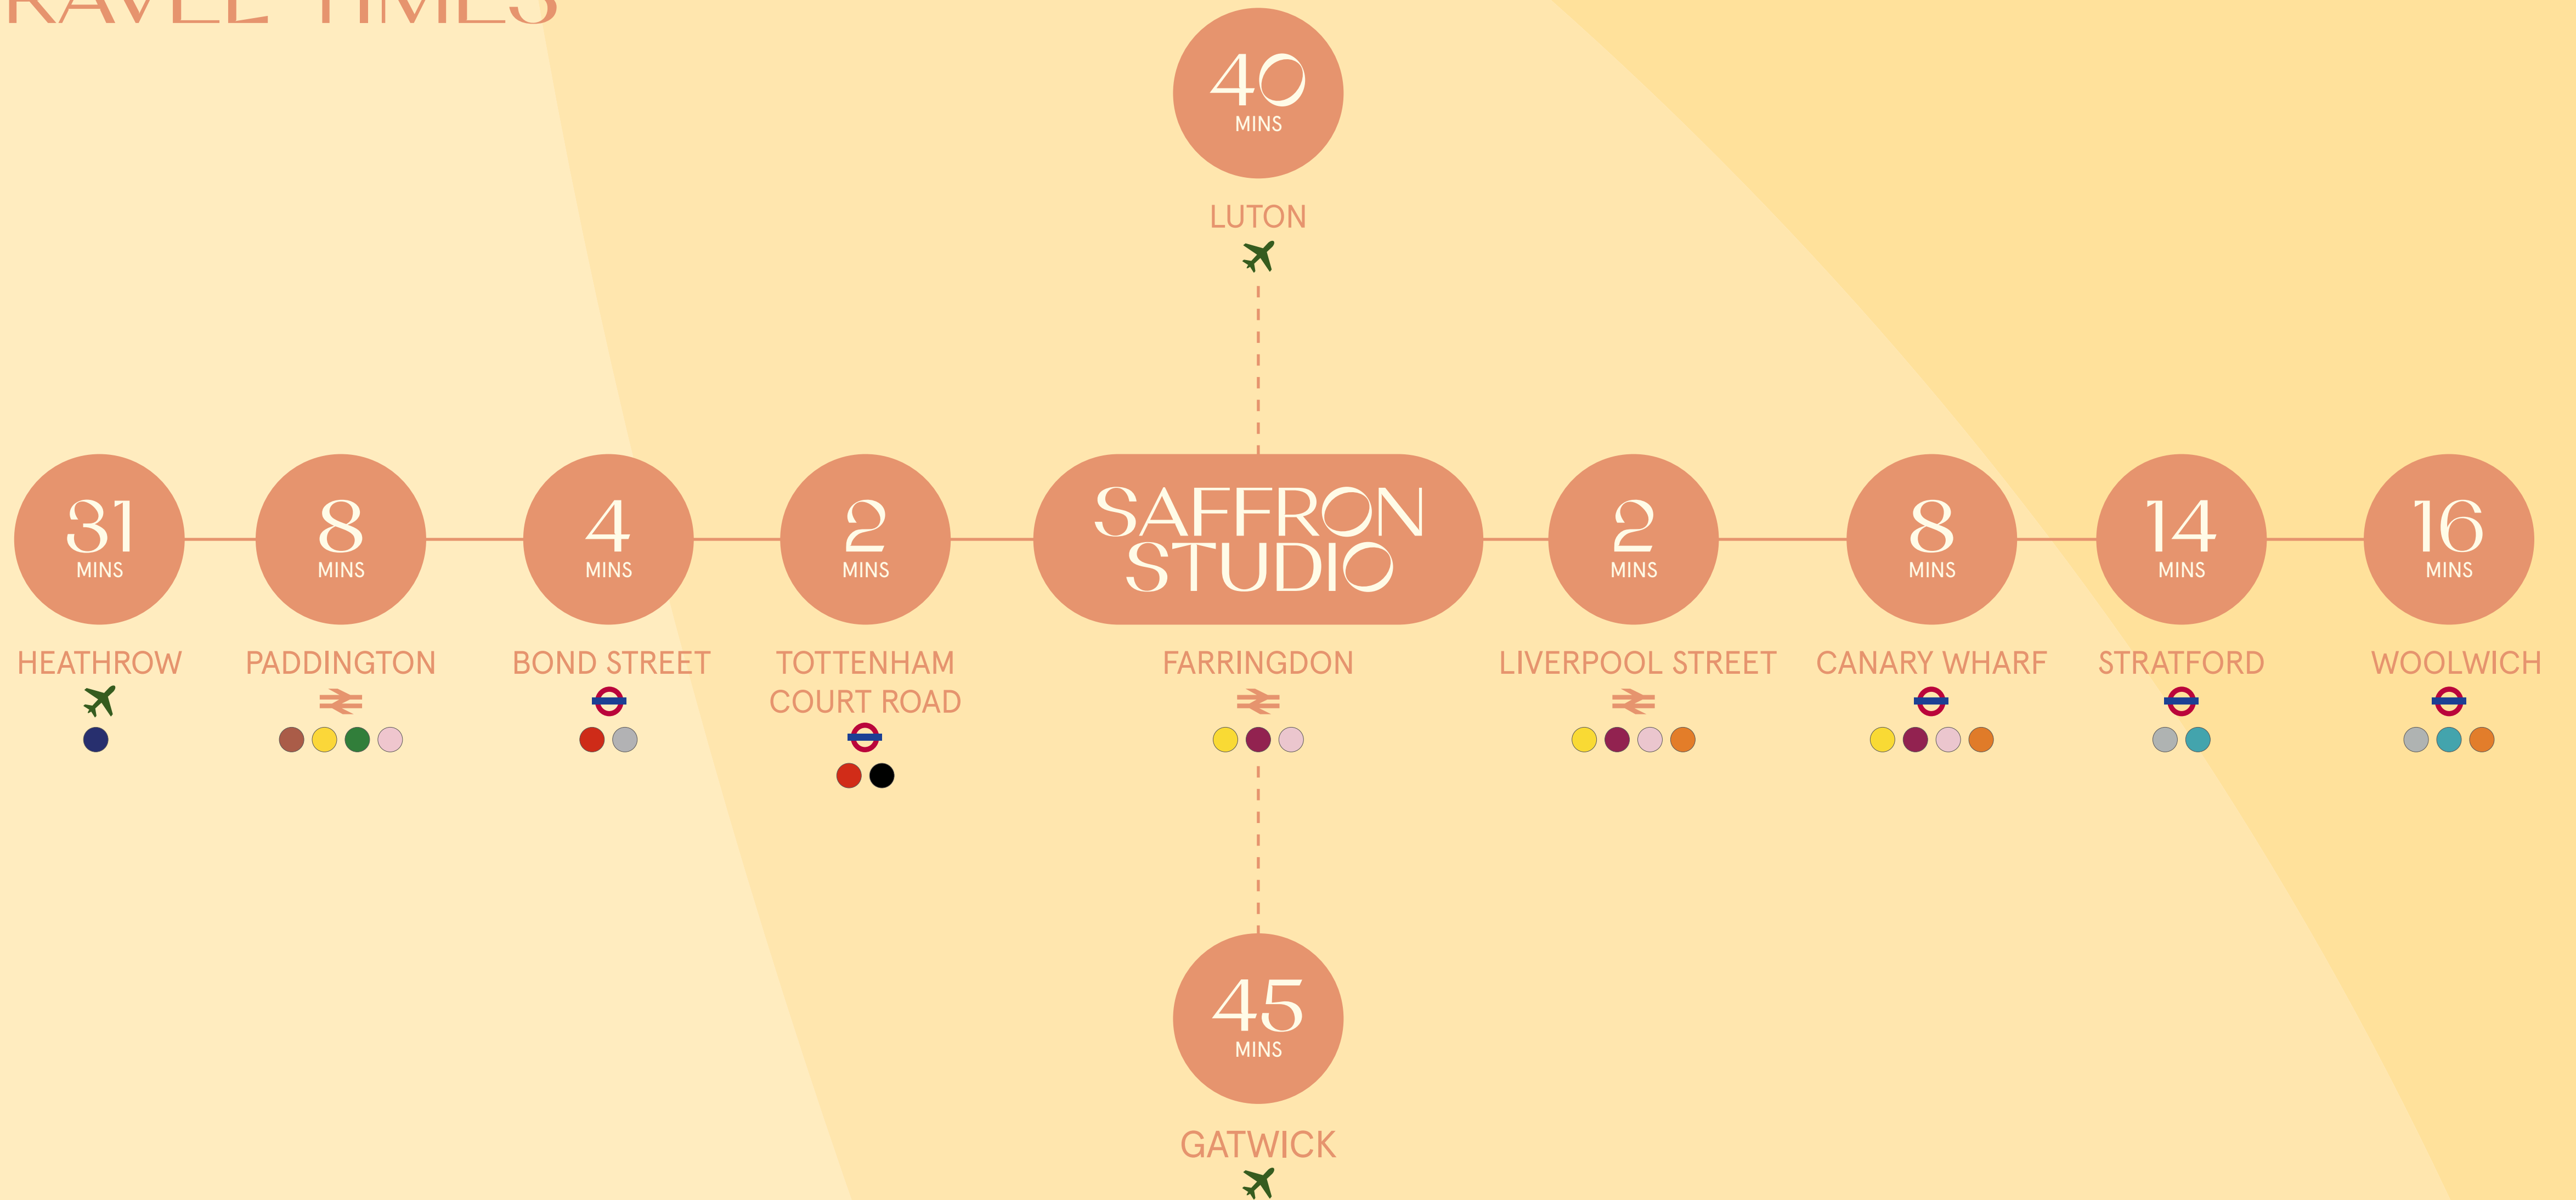 RAVEL TIMES
40
MINS
LUTON
31
MINS
HEATHROW
8
MINS
PADDINGTON
4
MINS
BOND STREET
2
MINS
TOTTENHAM
COURT ROAD
SAFFRON
STUDIO
FARRINGDON
2
MINS
LIVERPOOL STREET
8
MINS
CANARY WHARF
14
MINS
STRATFORD
16
MINS
WOOLWICH
45
MINS
GATWICK